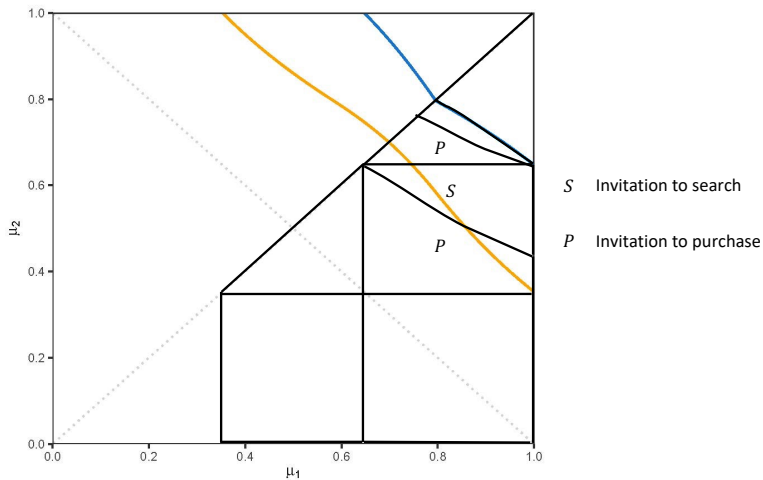 1.0
0.8
0.6
0.4
0.2
0.0
μ2
0.0 0.2 0.4 0.6 0.8 1.0
μ1
P
S
P
S Invitation to search
P Invitation to purchase